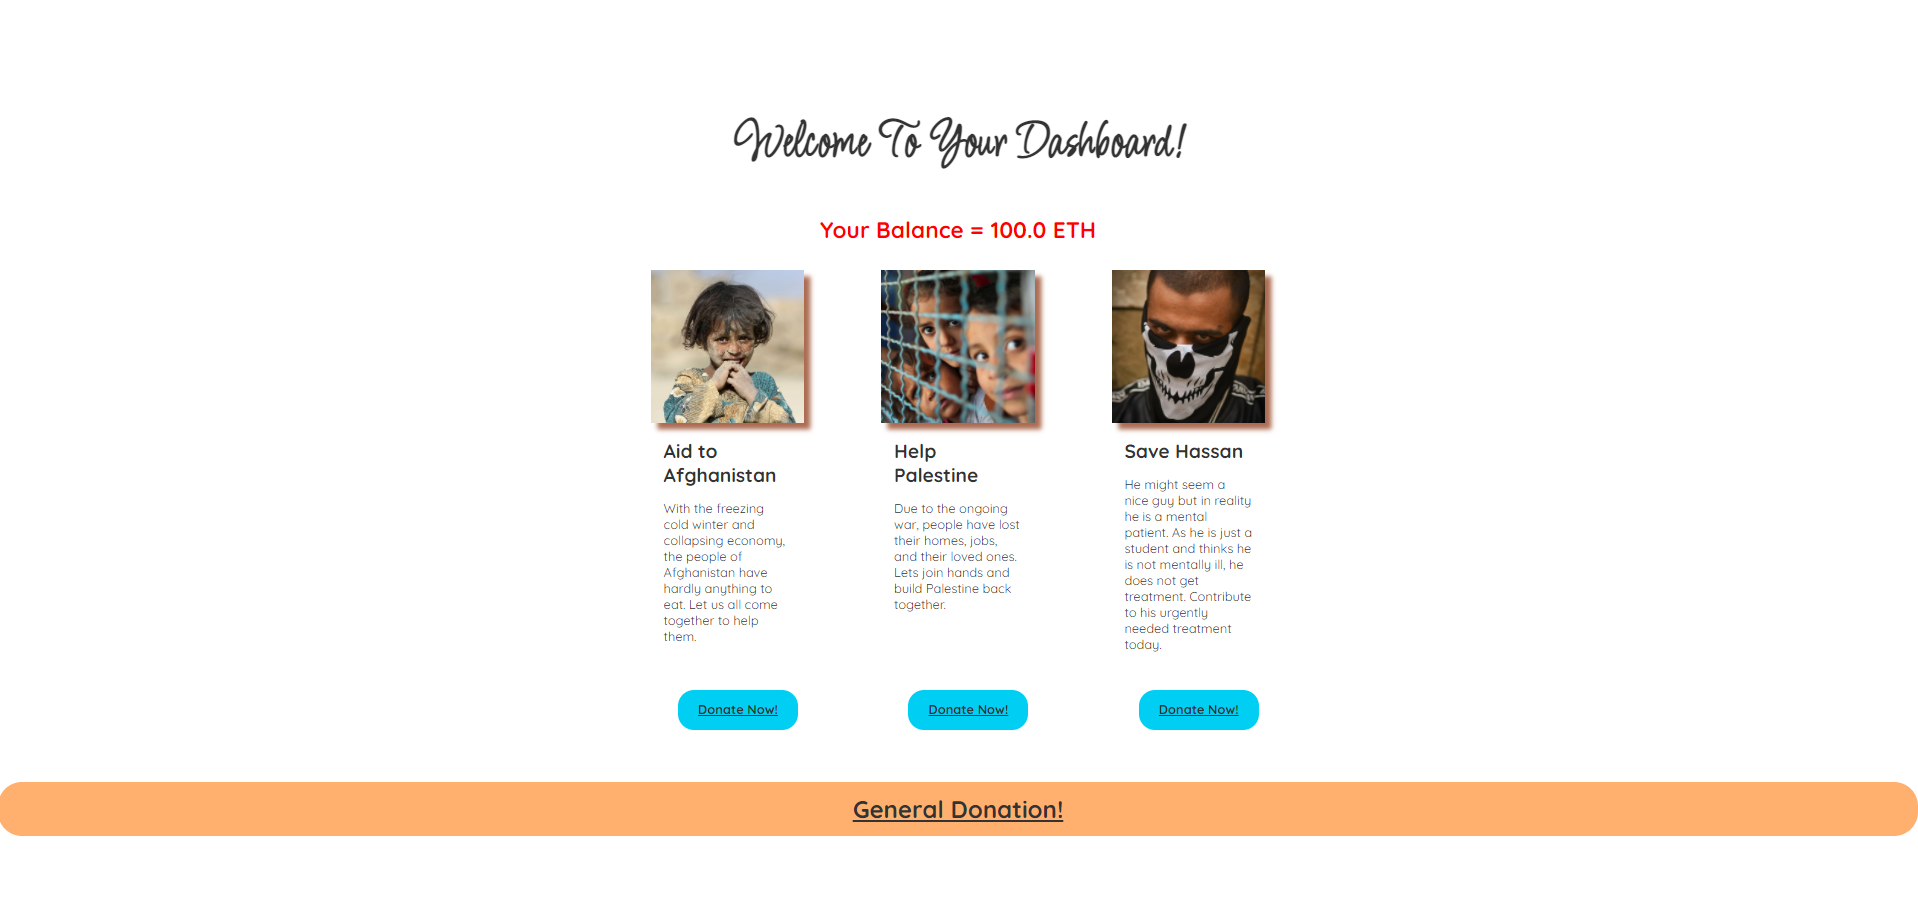 Welcome To Your Dashboard!
Your Balance = 100.0 ETH
Aid to
Afghanistan
With the freezing
cold winter and
collapsing economy,
the people of
Afghanistan have
hardly anything to
eat. Let us all come
together to help
them.
Donate Now!
Help
Palestine
Due to the ongoing
war, people have lost
their homes, jobs,
and their loved ones.
Lets join hands and
build Palestine back
together.
Donate Now!
Save Hassan
He might seem a
nice guy but in reality
he is a mental
patient. As he is just a
student and thinks he
is not mentally ill, he
does not get
treatment. Contribute
to his urgently
needed treatment
today.
Donate Now!
General Donation!